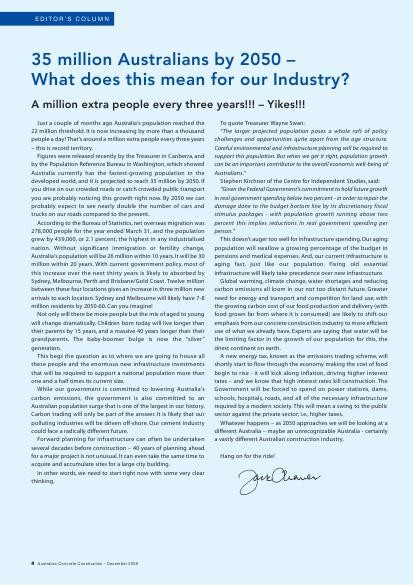 EDITOR'S COLUMN
35 million Australians by 2050 –
What does this mean for our Industry?
A million extra people every three years!!! – Yikes!!!
Just a couple of months ago Australia's population reached the
22 million threshold. It is now increasing by more than a thousand
people a day! That's around a million extra people every three years
– this is record territory.
Figures were released recently by the Treasurer in Canberra, and
by the Population Reference Bureau in Washington, which showed
Australia currently has the fastest-growing population in the
developed world, and it is projected to reach 35 million by 2050. If
you drive on our crowded roads or catch crowded public transport
you are probably noticing this growth right now. By 2050 we can
probably expect to see nearly double the number of cars and
trucks on our roads compared to the present.
According to the Bureau of Statistics, net overseas migration was
278,000 people for the year ended March 31, and the population
grew by 439,000, or 2.1 percent, the highest in any industrialised
nation. Without significant immigration or fertility change,
Australia's population will be 26 million within 10 years. It will be 30
million within 20 years. With current government policy, most of
this increase over the next thirty years is likely to be absorbed by
Sydney, Melbourne, Perth and Brisbane/Gold Coast. Twelve million
between these four locations gives an increase in three million new
arrivals to each location. Sydney and Melbourne will likely have 7-8
million residents by 2050-60. Can you imagine!
Not only will there be more people but the mix of aged to young
will change dramatically. Children born today will live longer than
their parents by 15 years, and a massive 40 years longer than their
grandparents. The baby-boomer bulge is now the "silver"
generation.
This begs the question as to where are we going to house all
these people and the enormous new infrastructure investments
that will be required to support a national population more than
one and a half times its current size.
While our government is committed to lowering Australia's
carbon emissions, the government is also committed to an
Australian population surge that is one of the largest in our history.
Carbon trading will only be part of the answer. It is likely that our
polluting industries will be driven off-shore. Our cement industry
could face a radically different future.
Forward planning for infrastructure can often be undertaken
several decades before construction – 40 years of planning ahead
for a major project is not unusual. It can even take the same time to
acquire and accumulate sites for a large city building.
In other words, we need to start right now with some very clear
thinking.
To quote Treasurer Wayne Swan:
"The larger projected population poses a whole raft of policy
challenges and opportunities quite apart from the age structure.
Careful environmental and infrastructure planning will be required to
support this population. But when we get it right, population growth
can be an important contributor to the overall economic well-being of
Australians."
Stephen Kirchner of the Centre for Independent Studies, said:
"Given the Federal Government's commitment to hold future growth
in real government spending below two percent - in order to repair the
damage done to the budget bottom line by its discretionary fiscal
stimulus packages - with population growth running above two
percent this implies reductions in real government spending per
person."
This doesn't auger too well for infrastructure spending. Our aging
population will swallow a growing percentage of the budget in
pensions and medical expenses. And, our current infrastructure is
aging fast, just like our population. Fixing old essential
infrastructure will likely take precedence over new infrastructure.
Global warming, climate change, water shortages and reducing
carbon emissions all loom in our not too distant future. Greater
need for energy and transport and competition for land use, with
the growing carbon cost of our food production and delivery (with
food grown far from where it is consumed) are likely to shift our
emphasis from our concrete construction industry to more efficient
use of what we already have. Experts are saying that water will be
the limiting factor in the growth of our population for this, the
driest continent on earth.
A new energy tax, known as the emissions trading scheme, will
shortly start to flow through the economy making the cost of food
begin to rise - it will kick along inflation, driving higher interest
rates – and we know that high interest rates kill construction. The
Government will be forced to spend on power stations, dams,
schools, hospitals, roads, and all of the necessary infrastructure
required by a modern society. This will mean a swing to the public
sector against the private sector; i.e., higher taxes.
Whatever happens – as 2050 approaches we will be looking at a
different Australia – maybe an unrecognizable Australia - certainly
a vastly different Australian construction industry.
Hang on for the ride!
4 Australian Concrete Construction – December 2009